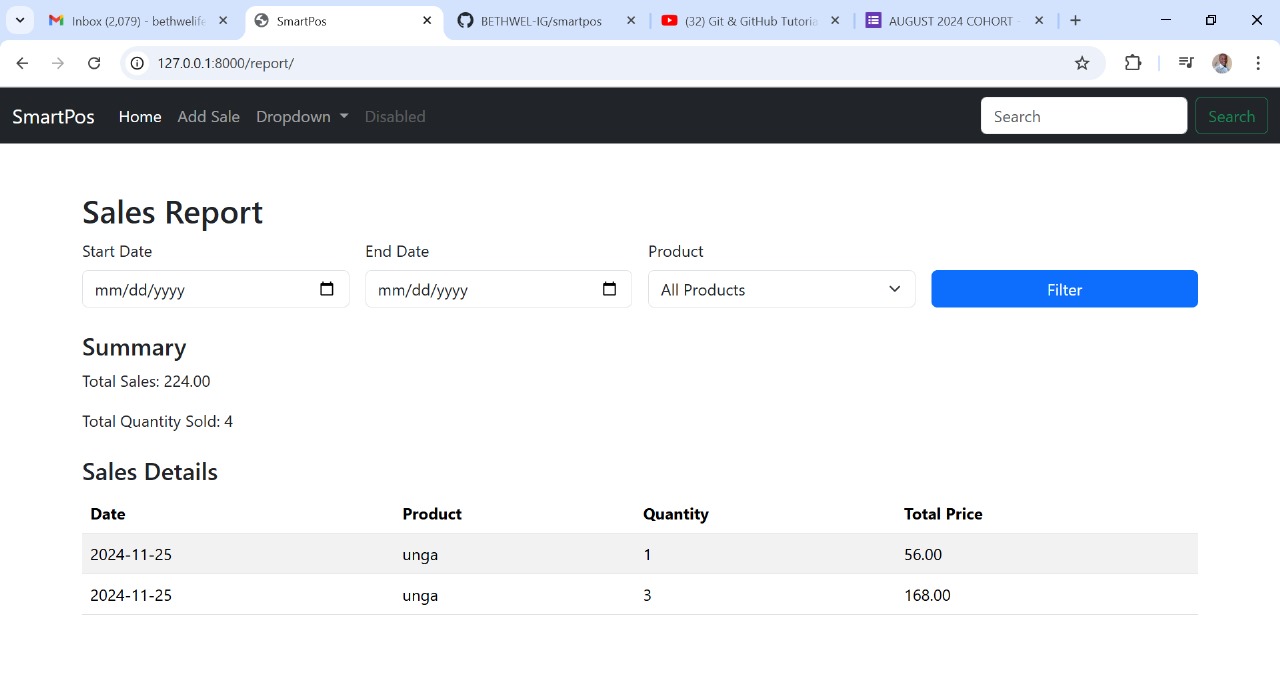 Inbox (2,079) - bethwelife
SmartPos
BETHWEL-IG/smartpos
(32) Git & GitHub Tutoria
AUGUST 2024 COHORT -
127.0.0.1:8000/report/
SmartPos Home Add Sale Dropdown Disabled Search Search
Sales Report
Start Date End Date Product
mm/dd/yyyy mm/dd/yyyy All Products Filter
Summary
Total Sales: 224.00
Total Quantity Sold: 4
Sales Details
Date Product Quantity Total Price
2024-11-25 unga 1 56.00
2024-11-25 unga 3 168.00